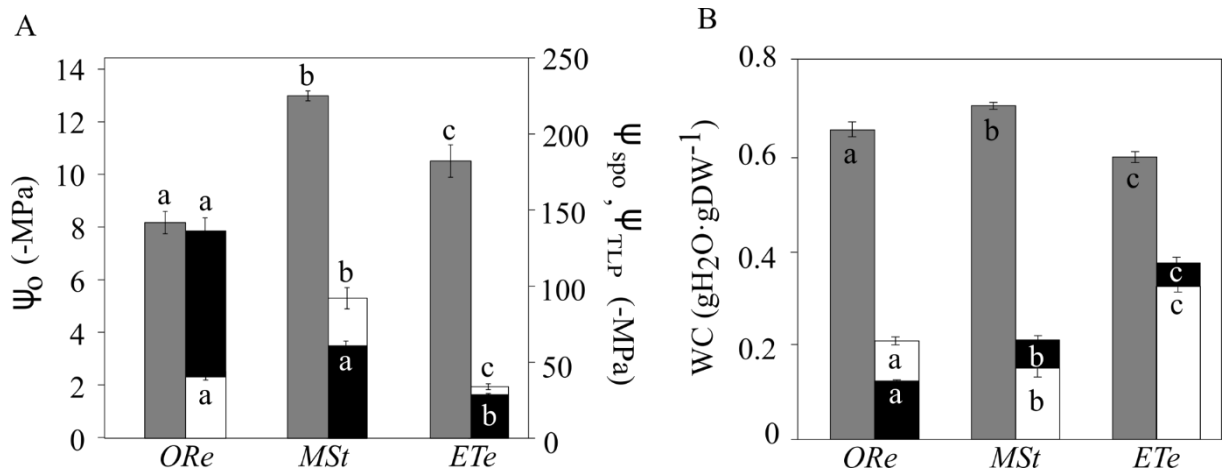 A
14
12
10
8
6
4
2
0
Ψo (-MPa)
a
a
a
b
b
a
c
c
b
ORe
MSt
ETe
250
200
150
100
50
0
Ψspo, ΨTLP (-MPa)
B
0.8
0.6
0.4
0.2
0
WC (gH2O·gDW-1)
a
a
a
b
b
b
c
c
c
ORe
MSt
ETe